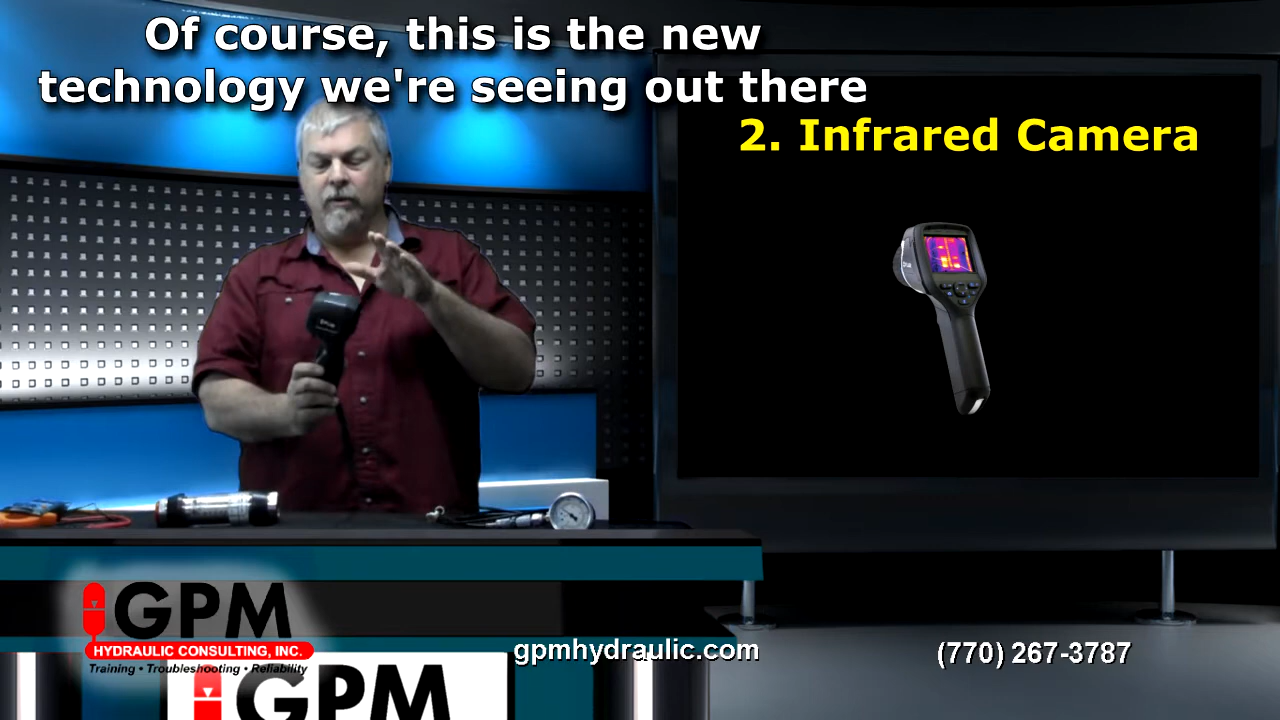 Of course, this is the new
technology we're seeing out there
2. Infrared Camera
GPM
HYDRAULIC CONSULTING, INC.
Training • Troubleshooting • Reliability
gpmhydraulic.com
(770) 267-3787
GPM